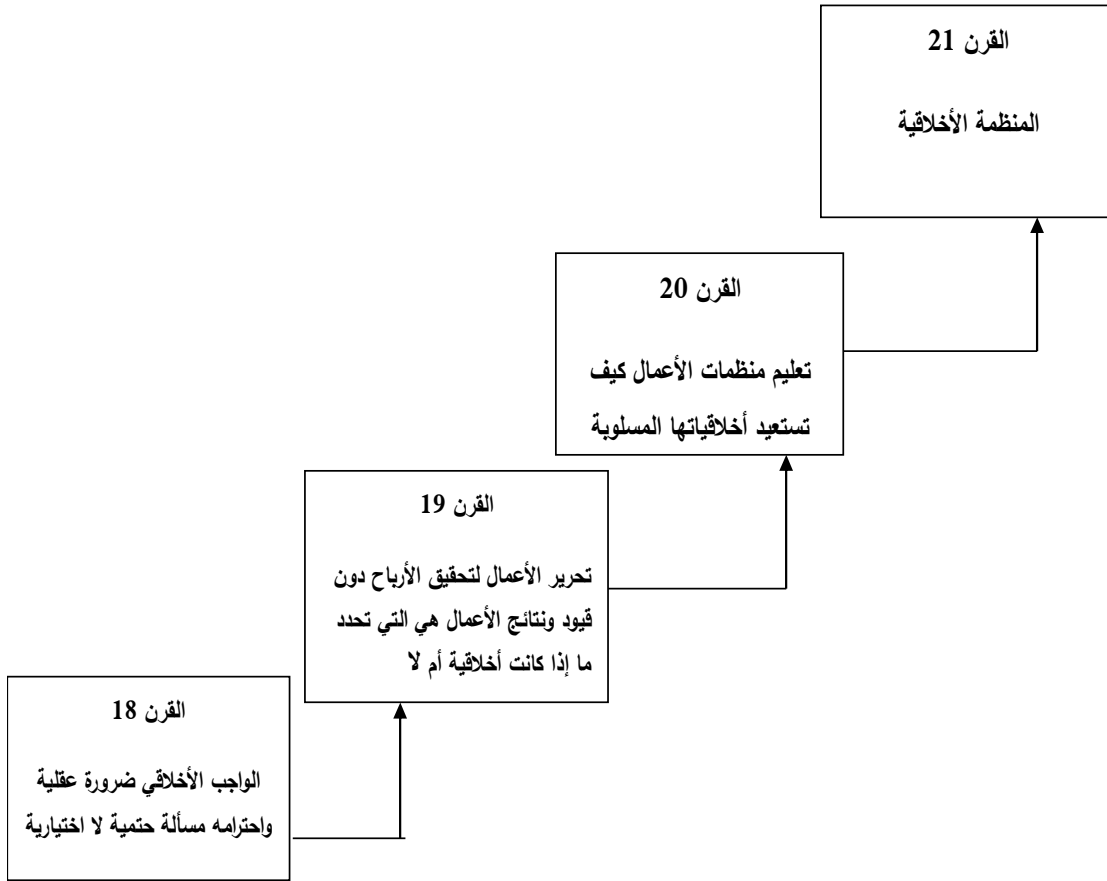 القرن 21
المنظمة الأخلاقية
القرن 20
تعليم منظمات الأعمال كيف
تستعيد أخلاقياتها المسلوبة
القرن 19
تحرير الأعمال لتحقيق الأرباح دون
قيود ونتائج الأعمال هي التي تحدد
ما إذا كانت أخلاقية أم لا
القرن 18
الواجب الأخلاقي ضرورة عقلية
واحترامه مسألة حتمية لا اختيارية